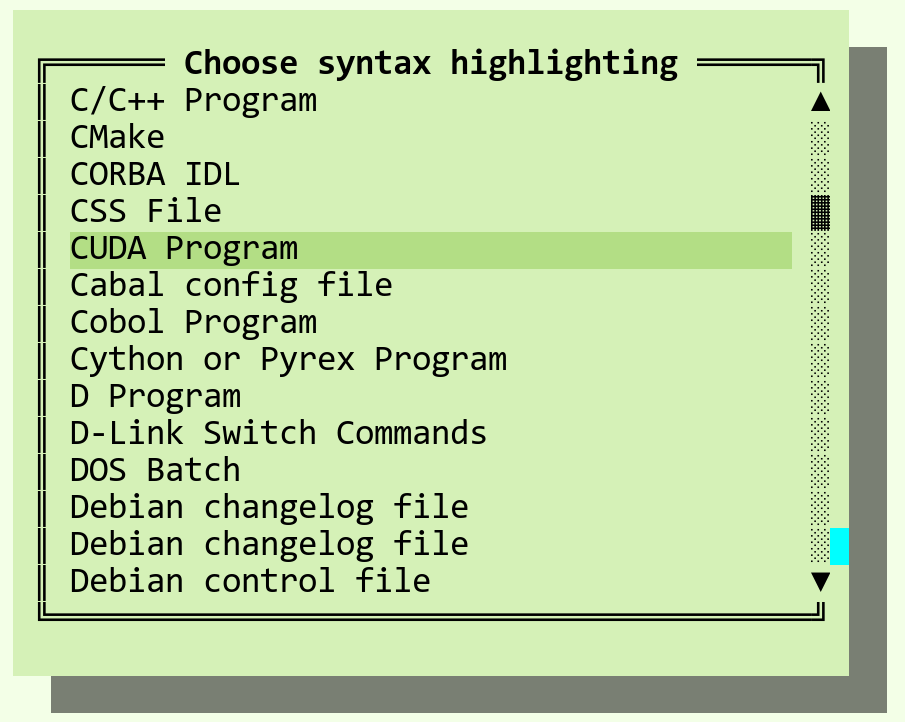 Choose syntax highlighting
C/C++ Program
CMake
CORBA IDL
CSS File
CUDA Program
Cabal config file
Cobol Program
Cython or Pyrex Program
D Program
D-Link Switch Commands
DOS Batch
Debian changelog file
Debian changelog file
Debian control file